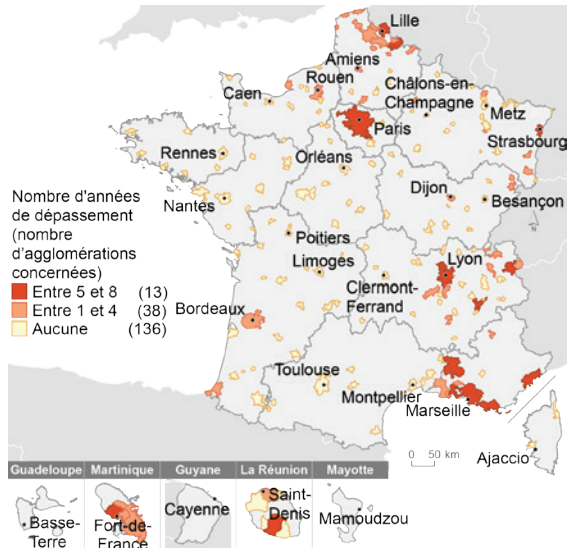 Lille
Amiens
Rouen
Châlons-en-
Champagne
Caen
Metz
Paris
Strasbourg
Rennes
Orléans
Nombre d'années
de dépassement
(nombre
d'agglomérations
concernées)
Entre 5 et 8 (13)
Entre 1 et 4 (38)
Aucune (136)
Nantes
Dijon
Besançon
Poitiers
Limoges
Lyon
Clermont-
Ferrand
Bordeaux
Toulouse
Montpellier
Marseille
0 50 km
Ajaccio
Guadeloupe
Martinique
Guyane
La Réunion
Mayotte
Basse-
Terre
Fort-de-
France
Cayenne
Saint-
Denis
Mamoudzou